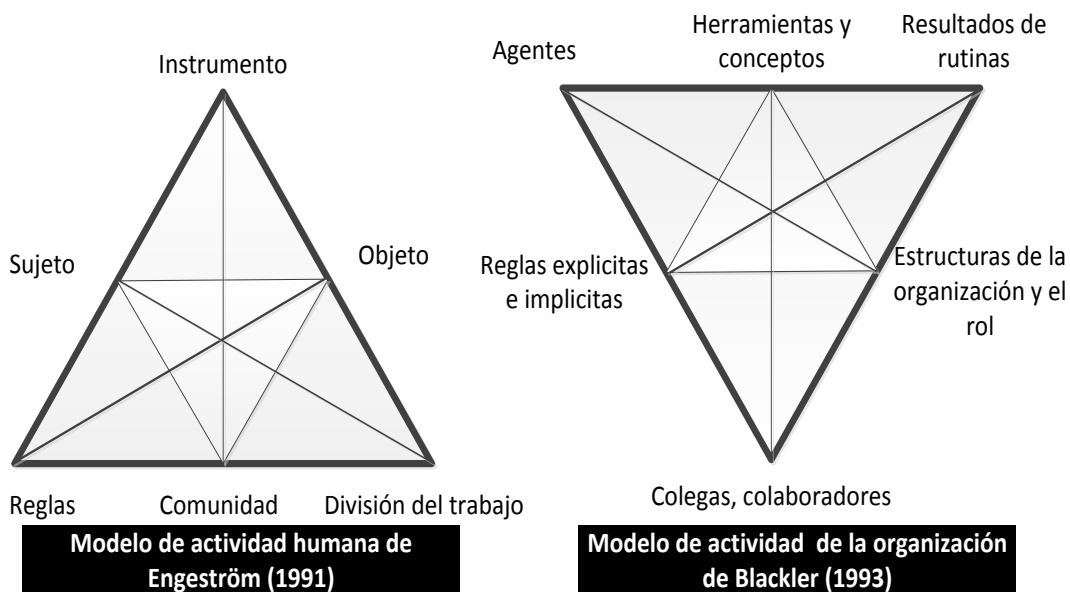 Instrumento
Sujeto
Objeto
Reglas
Comunidad
División del trabajo
Modelo de actividad humana de
Engeström (1991)
Agentes
Herramientas y
conceptos
Resultados de
rutinas
Reglas explicitas
e implicitas
Estructuras de la
organización y el
rol
Colegas, colaboradores
Modelo de actividad de la organización
de Blackler (1993)